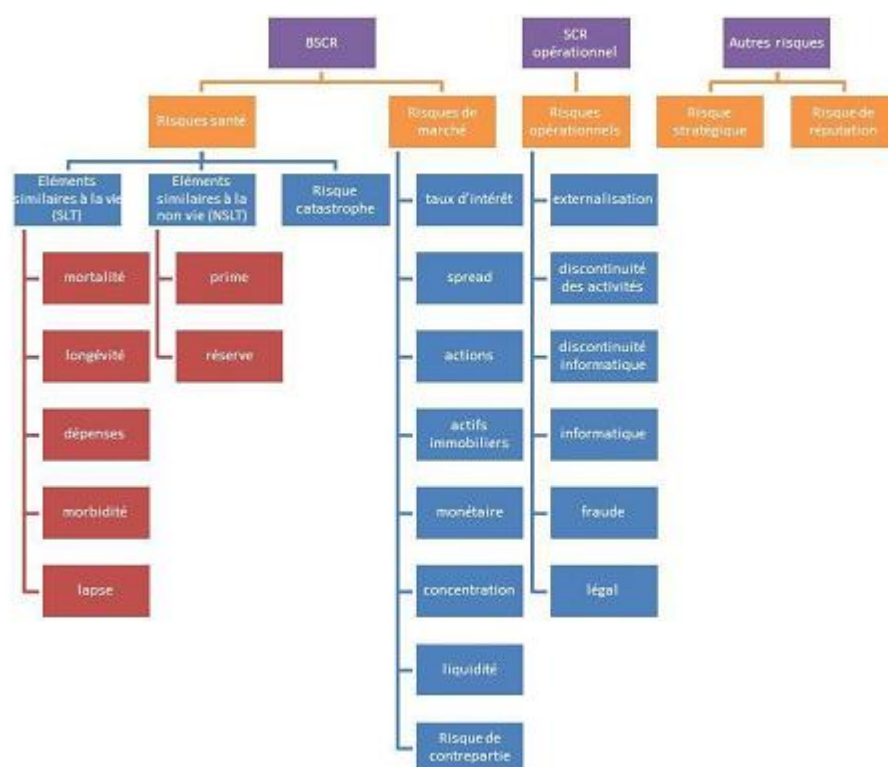 BSCR
SCR
opérationnel
Autres risques
Risques santé
Risques de
marché
Risques
opérationnels
Risque
stratégique
Risque de
réputation
Eléments
similaires à la vie
(SLT)
Eléments
similaires à la
non vie (NSLT)
Risque
catastrophe
taux d'intérêt
externalisation
mortalité
prime
spread
discontinuité
des activités
longévité
réserve
actions
discontinuité
informatique
dépenses
actifs
immobiliers
informatique
morbidité
monétaire
fraude
lapse
concentration
légal
liquidité
Risque de
contrepartie